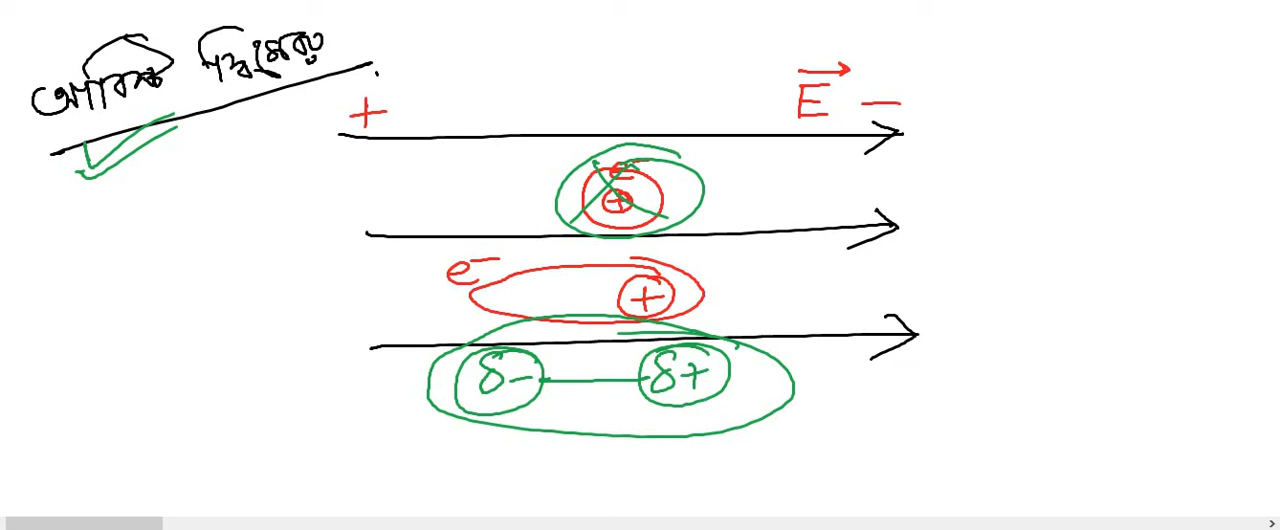 আবিষ্ট দ্বিমেরু
+ E⃗ −
e⁻
+
e⁻
+
δ− δ+